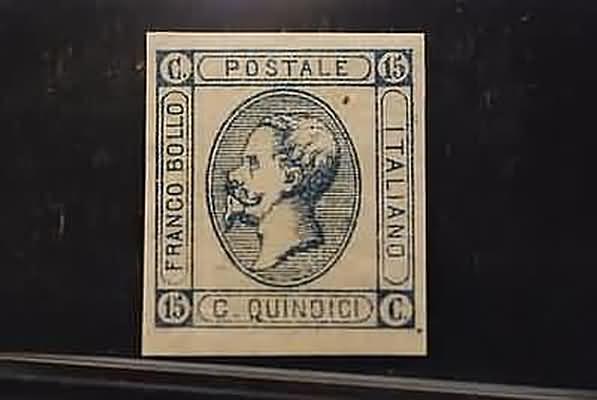 C. POSTALE 15
FRANCO BOLLO
ITALIANO
15 C. QUINDICI C.